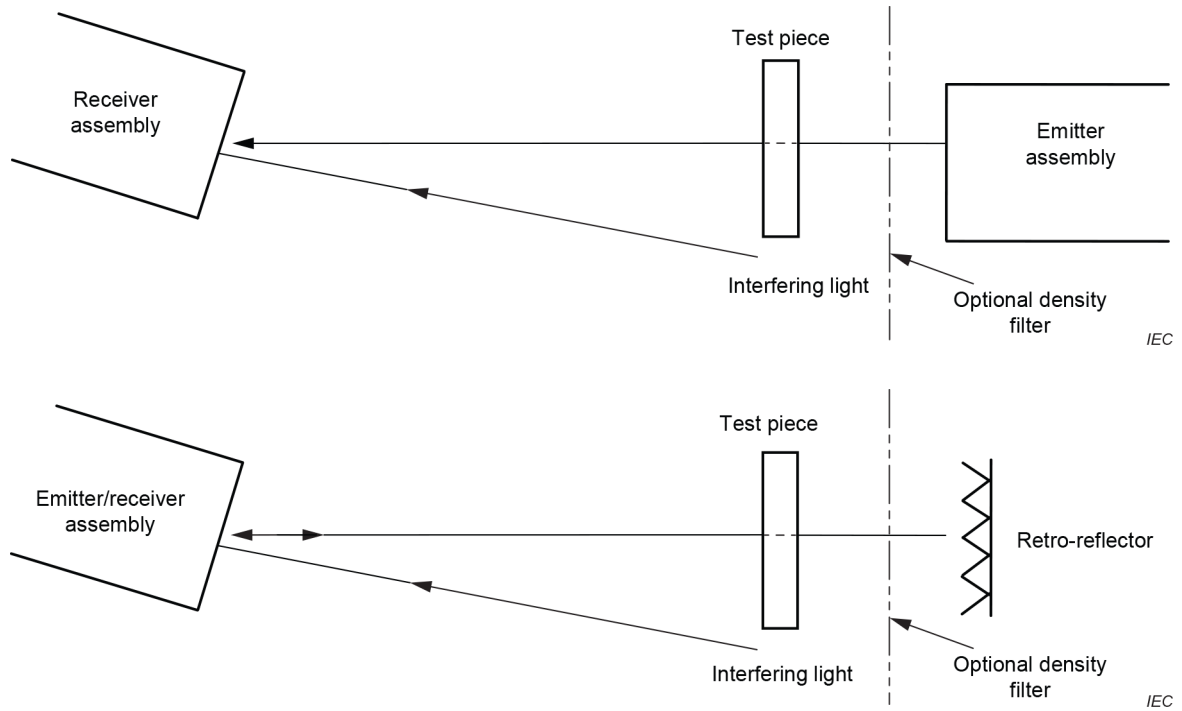 Test piece
Receiver
assembly
Emitter
assembly
Interfering light
Optional density
filter
IEC
Test piece
Emitter/receiver
assembly
Retro-reflector
Interfering light
Optional density
filter
IEC